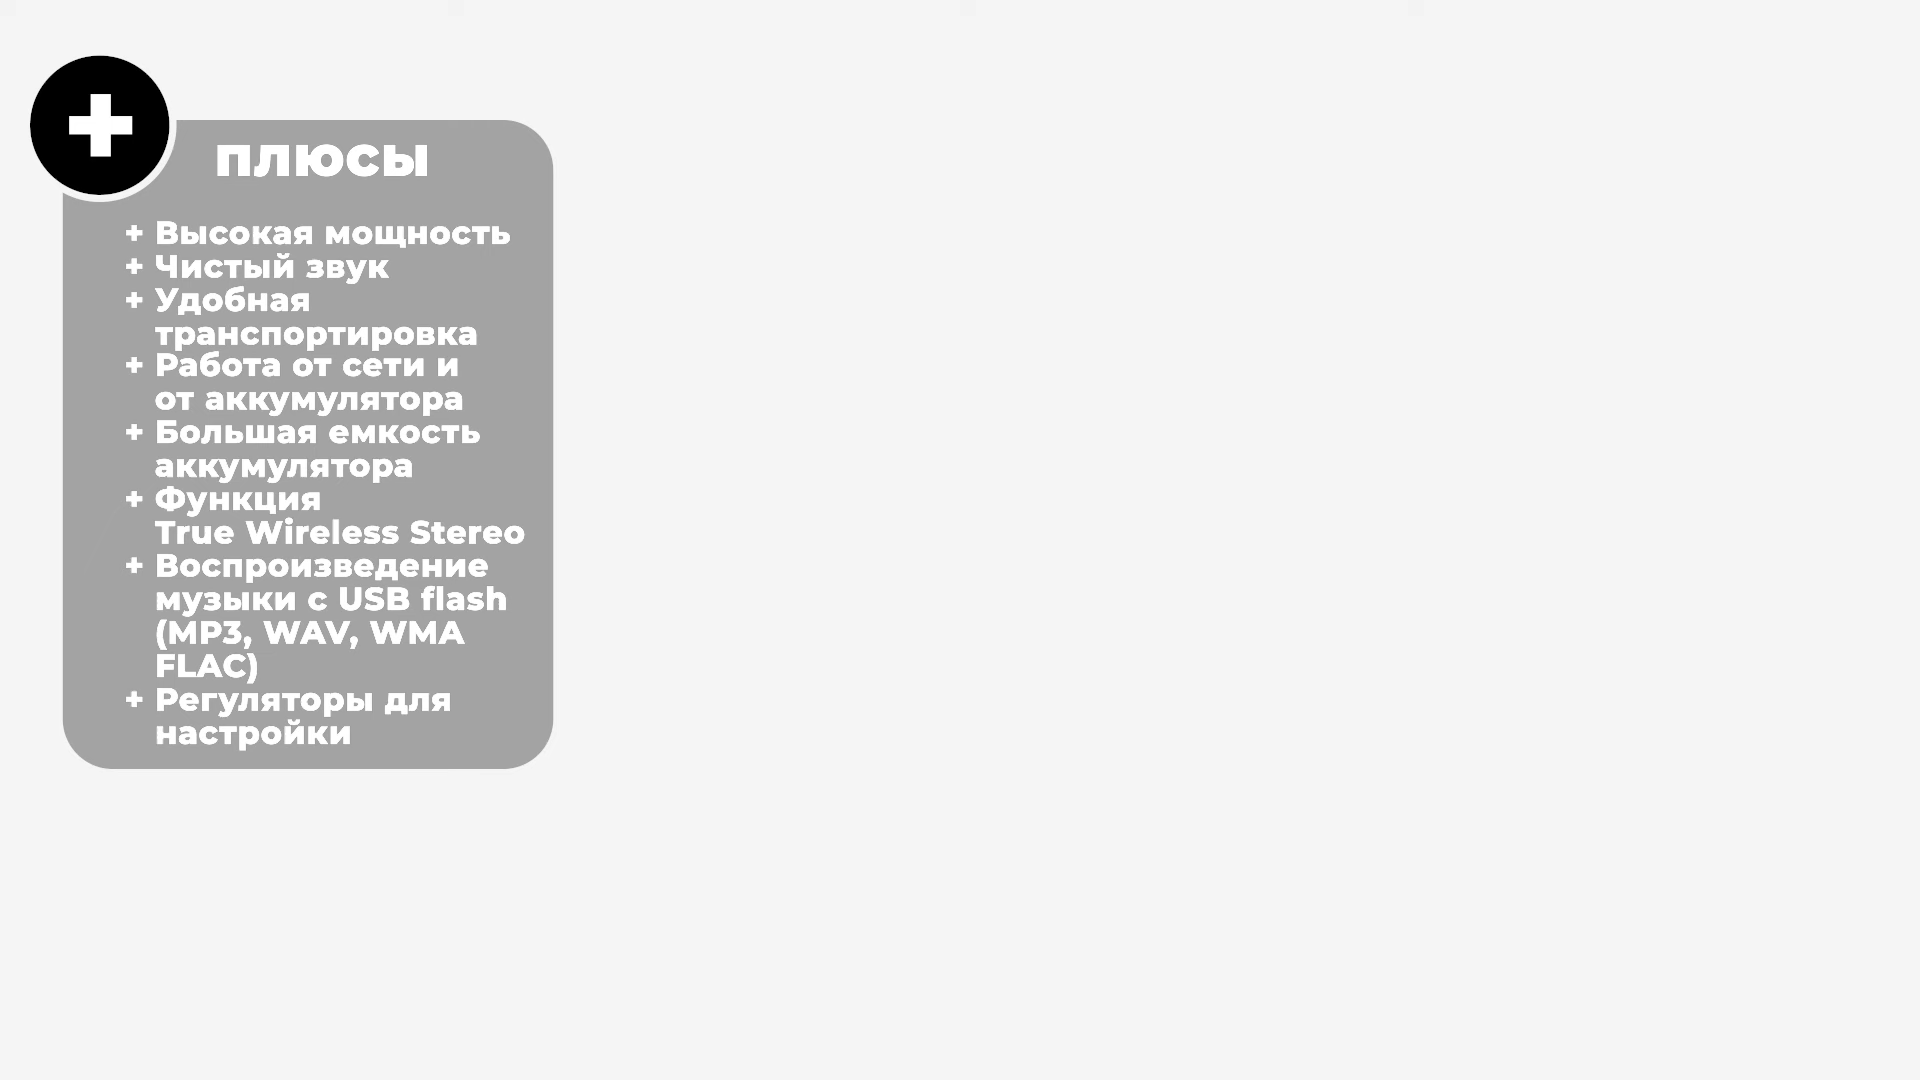 плюсы
+ Высокая мощность
+ Чистый звук
+ Удобная
транспортировка
+ Работа от сети и
от аккумулятора
+ Большая емкость
аккумулятора
+ Функция
True Wireless Stereo
+ Воспроизведение
музыки с USB flash
(MP3, WAV, WMA
FLAC)
+ Регуляторы для
настройки